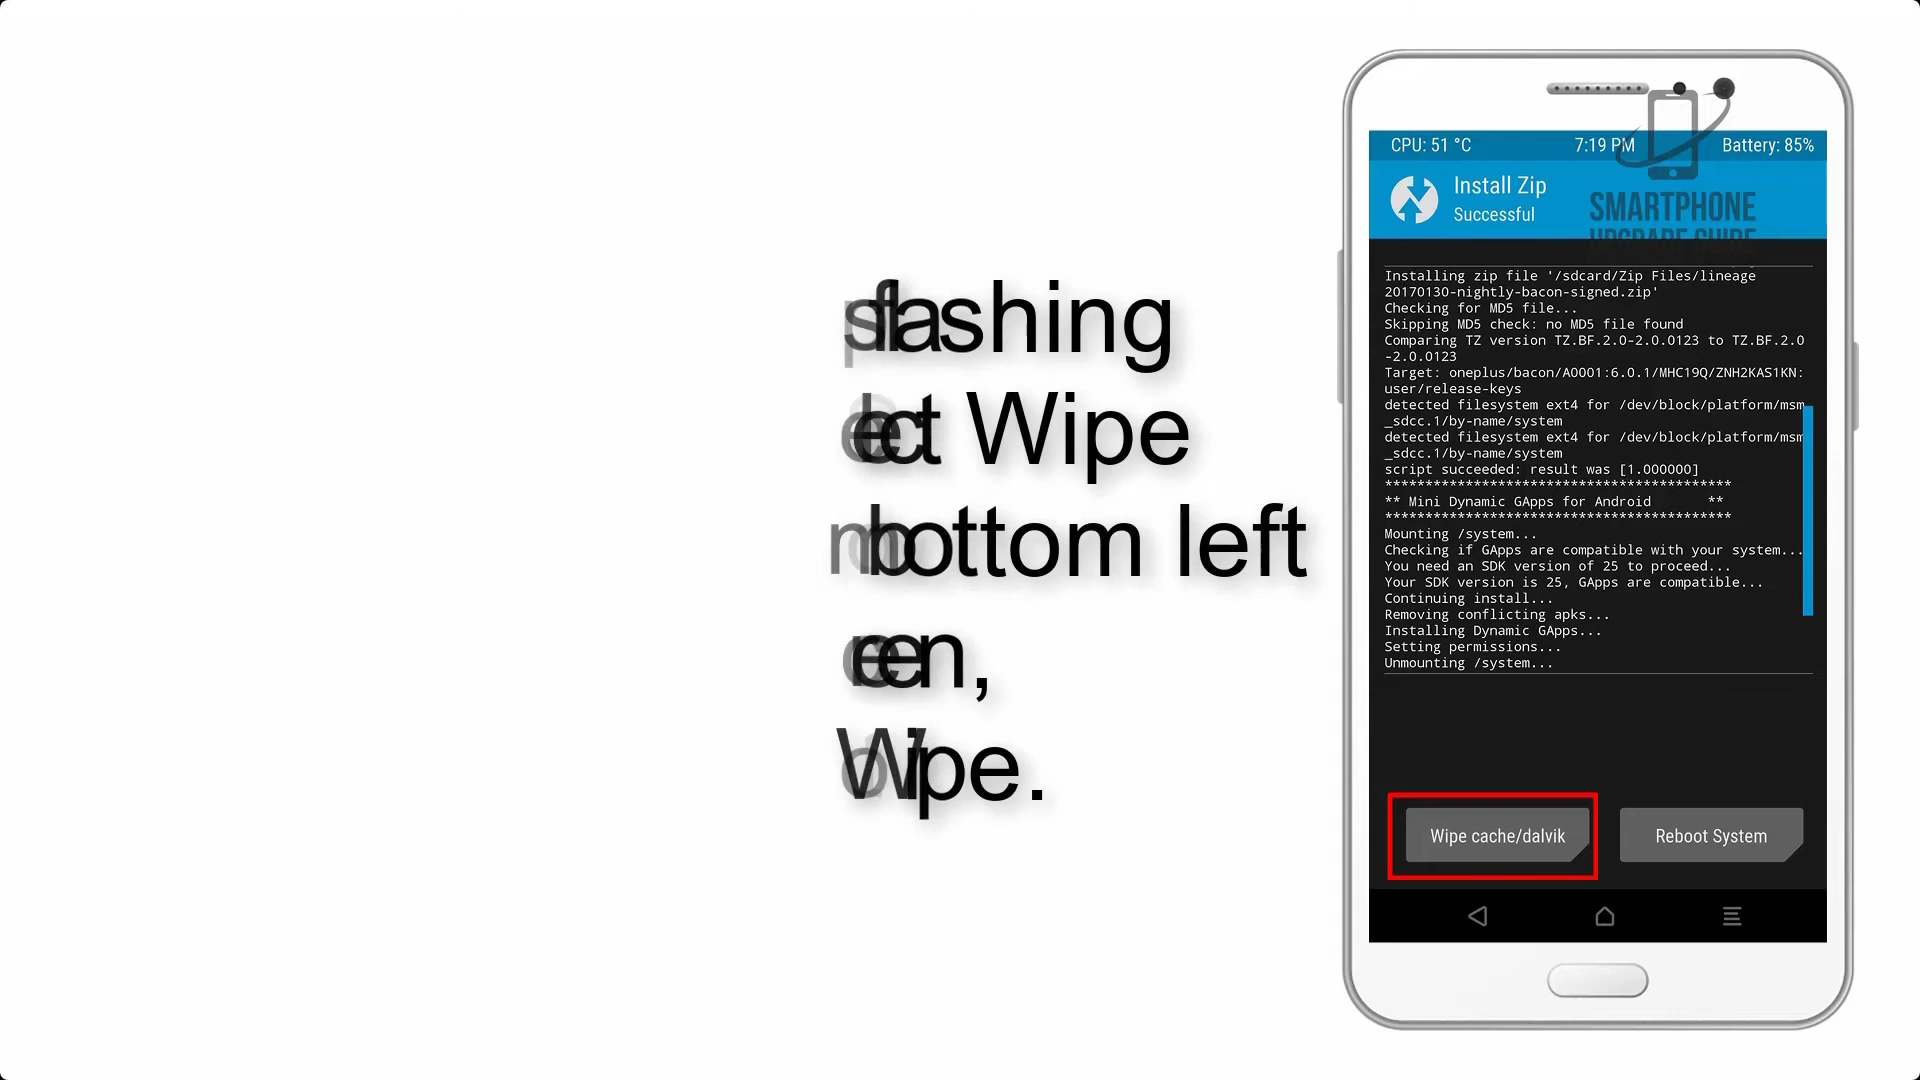 flashing
Wipe
bottom left
Wipe.
CPU: 51 °C
7:19 PM
Battery: 85%
Install Zip
Successful
SMARTPHONE
UPGRADE GUIDE
Installing zip file '/sdcard/Zip Files/lineage
20170130-nightly-bacon-signed.zip'
Checking for MD5 file...
Skipping MD5 check: no MD5 file found
Comparing TZ version TZ.BF.2.0-2.0.0123 to TZ.BF.2.0
-2.0.0123
Target: oneplus/bacon/A0001:6.0.1/MHC19Q/ZNH2KAS1KN:
user/release-keys
detected filesystem ext4 for /dev/block/platform/msm
_sdcc.1/by-name/system
detected filesystem ext4 for /dev/block/platform/msm
_sdcc.1/by-name/system
script succeeded: result was [1.000000]
*******************************************
** Mini Dynamic GApps for Android       **
*******************************************
Mounting /system...
Checking if GApps are compatible with your system...
You need an SDK version of 25 to proceed...
Your SDK version is 25, GApps are compatible...
Continuing install...
Removing conflicting apks...
Installing Dynamic GApps...
Setting permissions...
Unmounting /system...
Wipe cache/dalvik
Reboot System